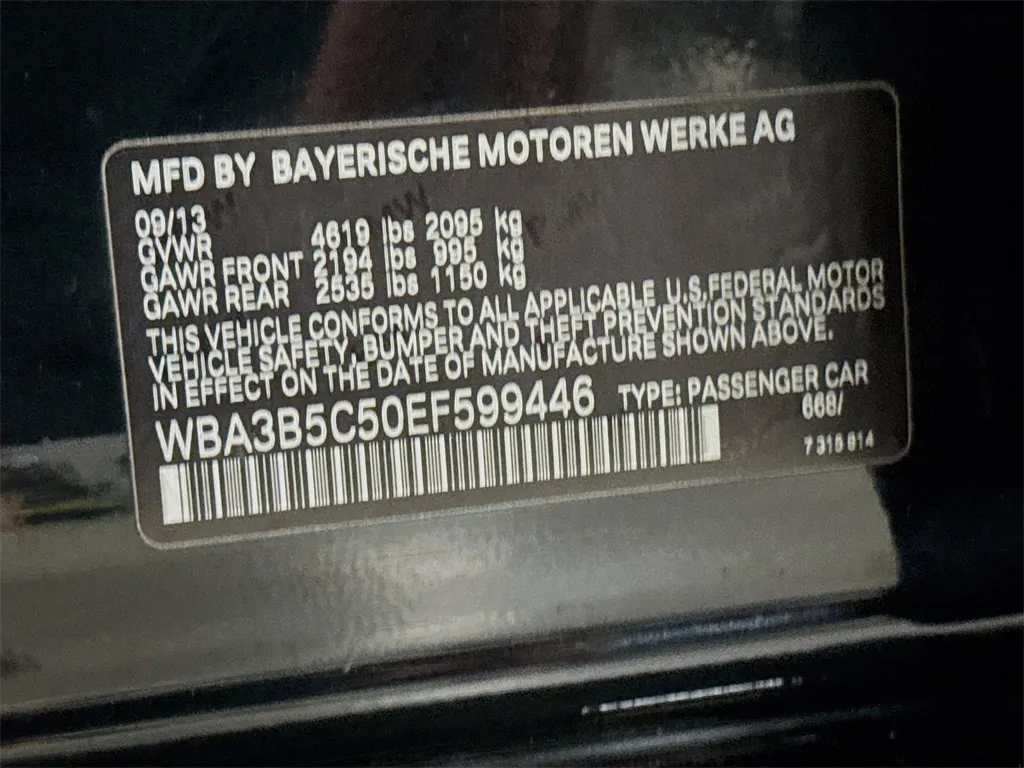 MFD BY BAYERISCHE MOTOREN WERKE AG
09/13
GVWR 4619 lbs 2095 kg
GAWR FRONT 2194 lbs 995 kg
GAWR REAR 2535 lbs 1150 kg
THIS VEHICLE CONFORMS TO ALL APPLICABLE U.S.FEDERAL MOTOR
VEHICLE SAFETY, BUMPER AND THEFT PREVENTION STANDARDS
IN EFFECT ON THE DATE OF MANUFACTURE SHOWN ABOVE.
WBA3B5C50EF599446 TYPE: PASSENGER CAR
668/
7 316 814